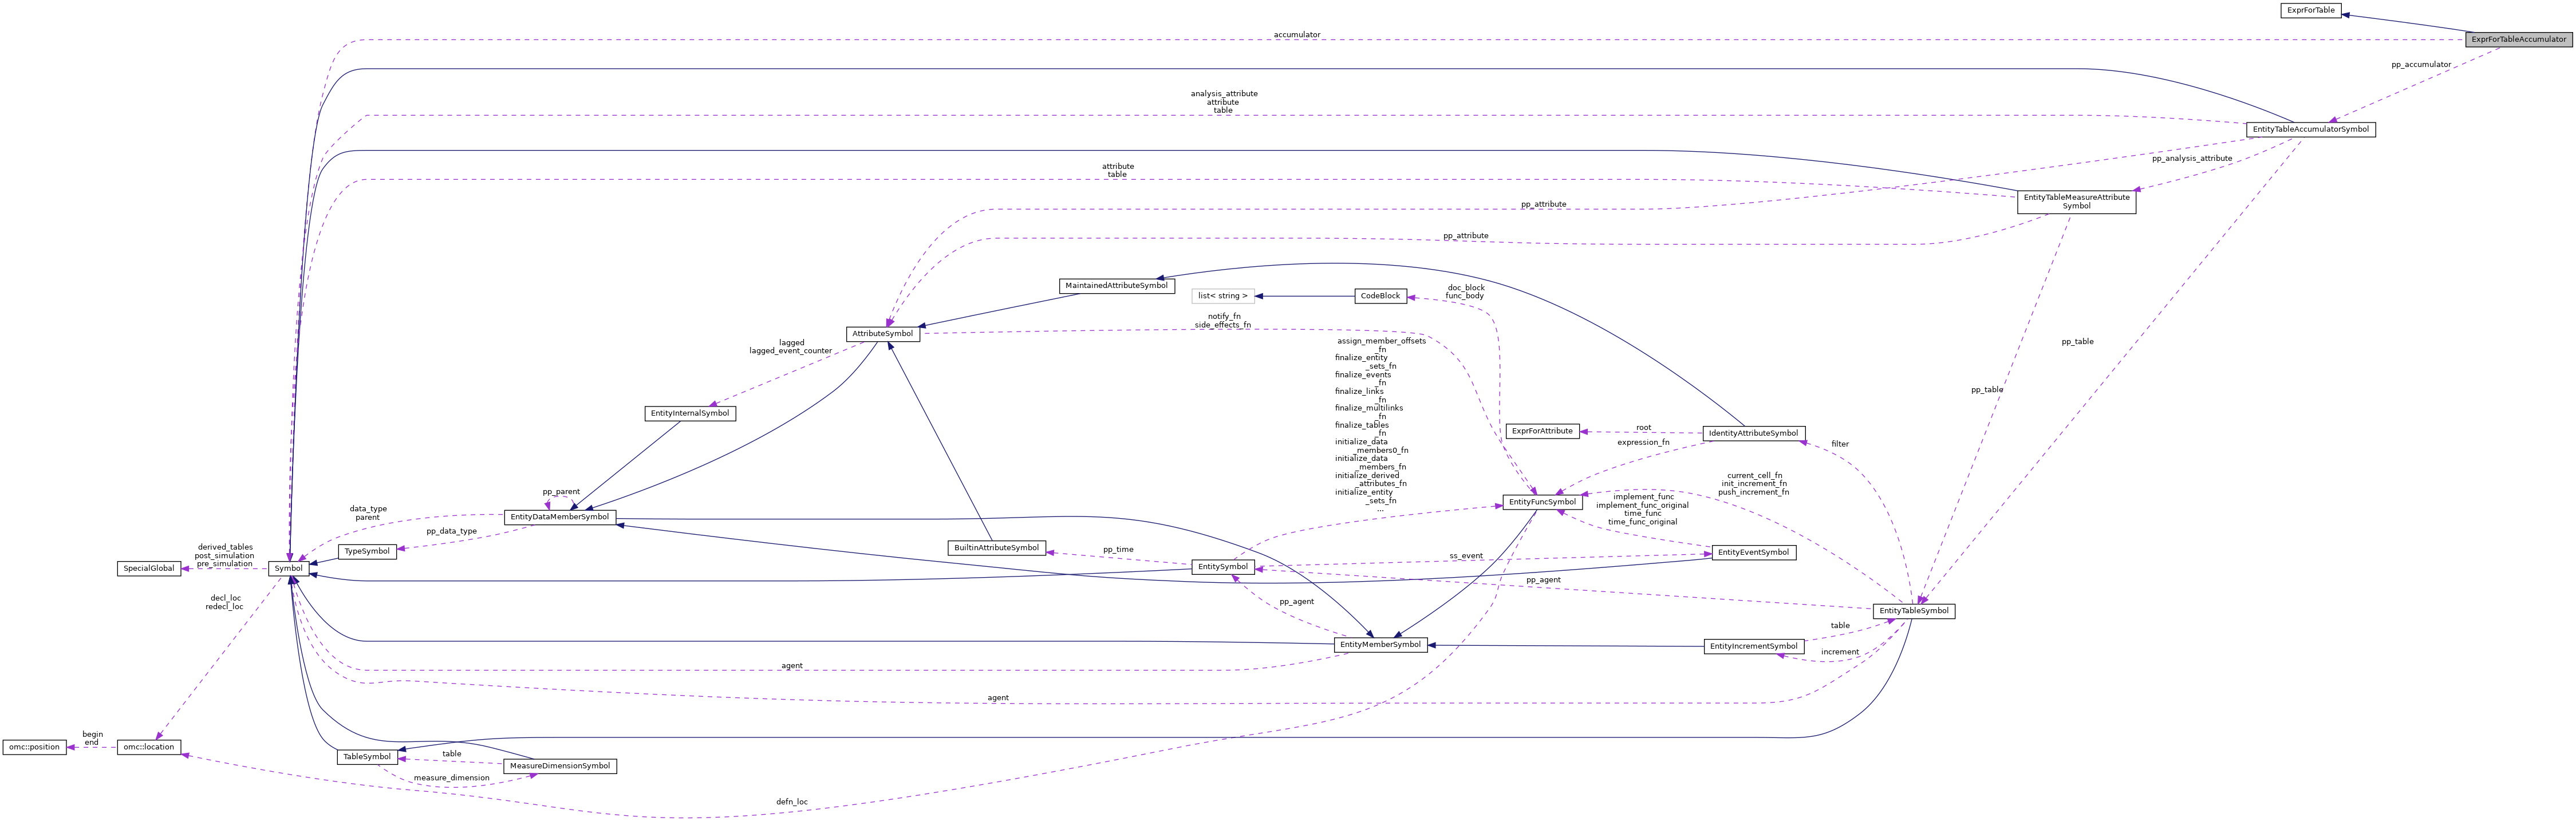 ExprForTable
accumulator
ExprForTableAccumulator
pp_accumulator
analysis_attribute
attribute
table
EntityTableAccumulatorSymbol
pp_analysis_attribute
attribute
table
EntityTableMeasureAttribute
Symbol
pp_attribute
pp_attribute
MaintainedAttributeSymbol
list< string >
CodeBlock
doc_block
func_body
notify_fn
side_effects_fn
AttributeSymbol
lagged
lagged_event_counter
pp_table
assign_member_offsets
_fn
finalize_entity
_sets_fn
finalize_events
_fn
finalize_links
_fn
finalize_multilinks
_fn
finalize_tables
_fn
initialize_data
_members0_fn
initialize_data
_members_fn
initialize_derived
_attributes_fn
initialize_entity
_sets_fn
...
pp_table
EntityInternalSymbol
ExprForAttribute
root
IdentityAttributeSymbol
expression_fn
filter
current_cell_fn
init_increment_fn
push_increment_fn
pp_parent
EntityDataMemberSymbol
data_type
parent
pp_data_type
EntityFuncSymbol
implement_func
implement_func_original
time_func
time_func_original
TypeSymbol
BuiltinAttributeSymbol
pp_time
derived_tables
post_simulation
pre_simulation
SpecialGlobal
Symbol
EntitySymbol
ss_event
EntityEventSymbol
pp_agent
pp_agent
decl_loc
redecl_loc
EntityTableSymbol
table
EntityMemberSymbol
EntityIncrementSymbol
increment
agent
agent
begin
end
omc::position
omc::location
TableSymbol
table
MeasureDimensionSymbol
measure_dimension
defn_loc